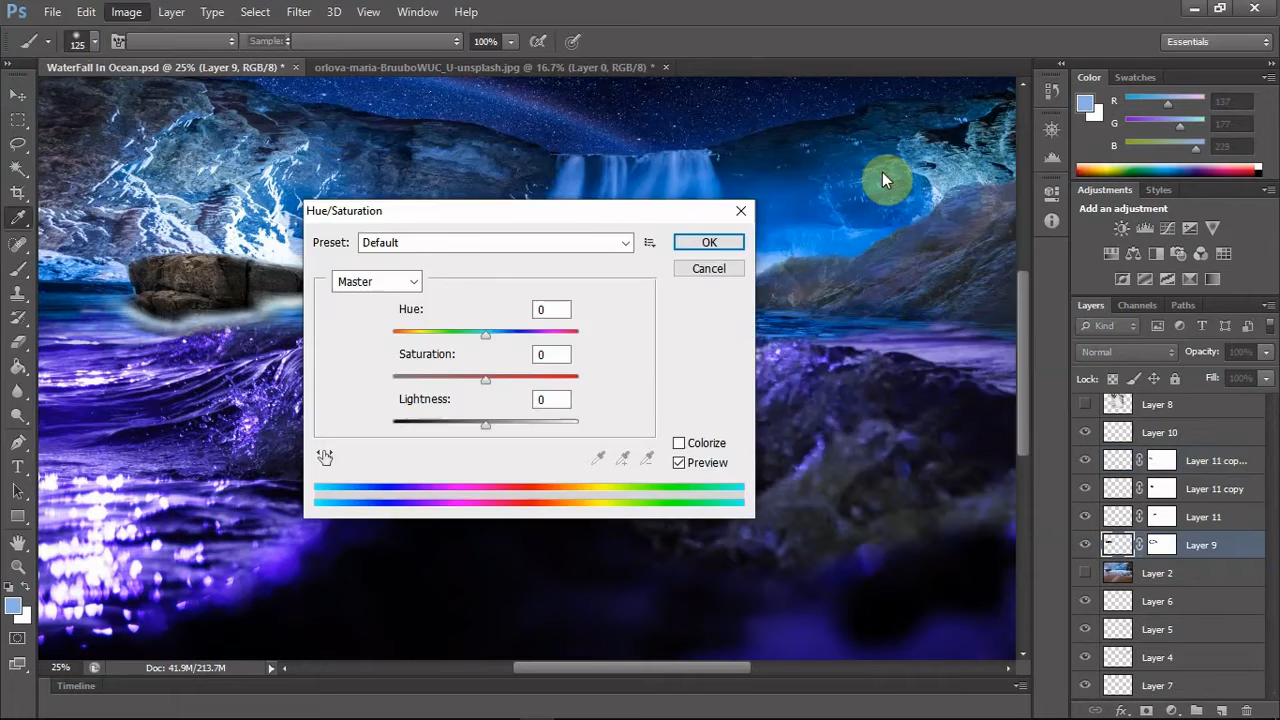 Ps File Edit Image Layer Type Select Filter 3D View Window Help
125 Sample: 100% Essentials
WaterFall In Ocean.psd @ 25% (Layer 9, RGB/8) * orlova-maria-BruuboWUC_U-unsplash.jpg @ 16.7% (Layer 0, RGB/8) *
Color Swatches
R 137
G 177
B 229
Adjustments Styles
Add an adjustment
Hue/Saturation
Preset: Default OK
Cancel
Master
Hue: 0
Saturation: 0
Lightness: 0
Colorize
Preview
Layers Channels Paths
Kind
Normal Opacity: 100%
Lock: Fill: 100%
Layer 8
Layer 10
Layer 11 cop...
Layer 11 copy
Layer 11
Layer 9
Layer 2
Layer 6
Layer 5
Layer 4
Layer 7
25% Doc: 41.9M/213.7M
Timeline